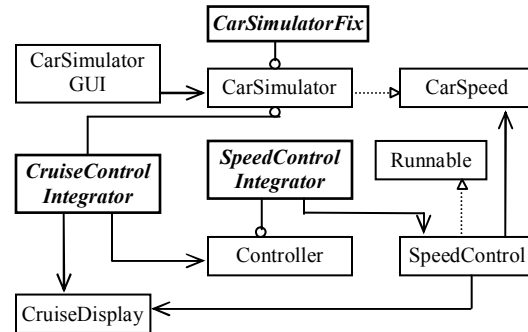 CarSimulatorFix
CarSimulator
GUI
CarSimulator
CarSpeed
CruiseControl
Integrator
SpeedControl
Integrator
Runnable
Controller
SpeedControl
CruiseDisplay